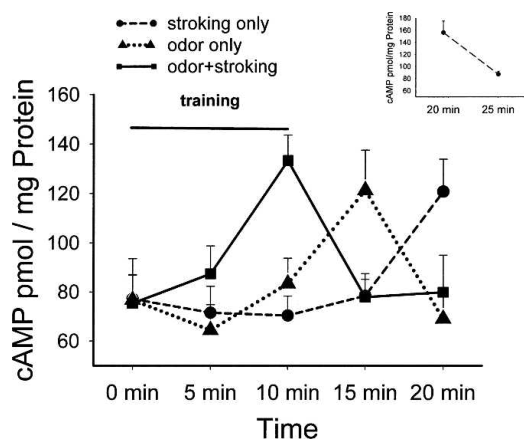 stroking only
odor only
odor+stroking
training
cAMP pmol / mg Protein
160
140
120
100
80
60
0 min 5 min 10 min 15 min 20 min
Time
cAMP pmol/mg Protein
180
160
140
120
100
80
60
20 min 25 min